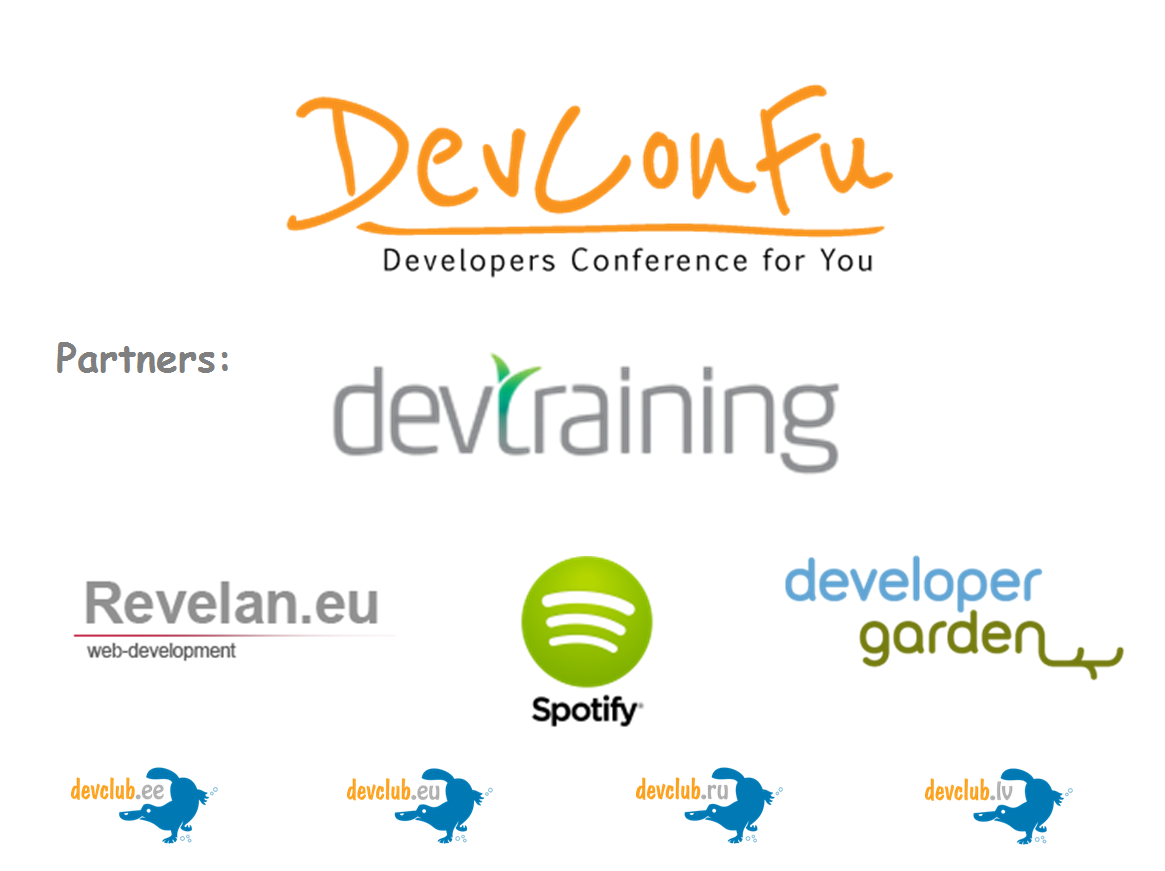 DevConFu
Developers Conference for You
Partners:
devtraining
Revelan.eu
web-development
Spotify®
developer
garden
devclub.ee
devclub.eu
devclub.ru
devclub.lv